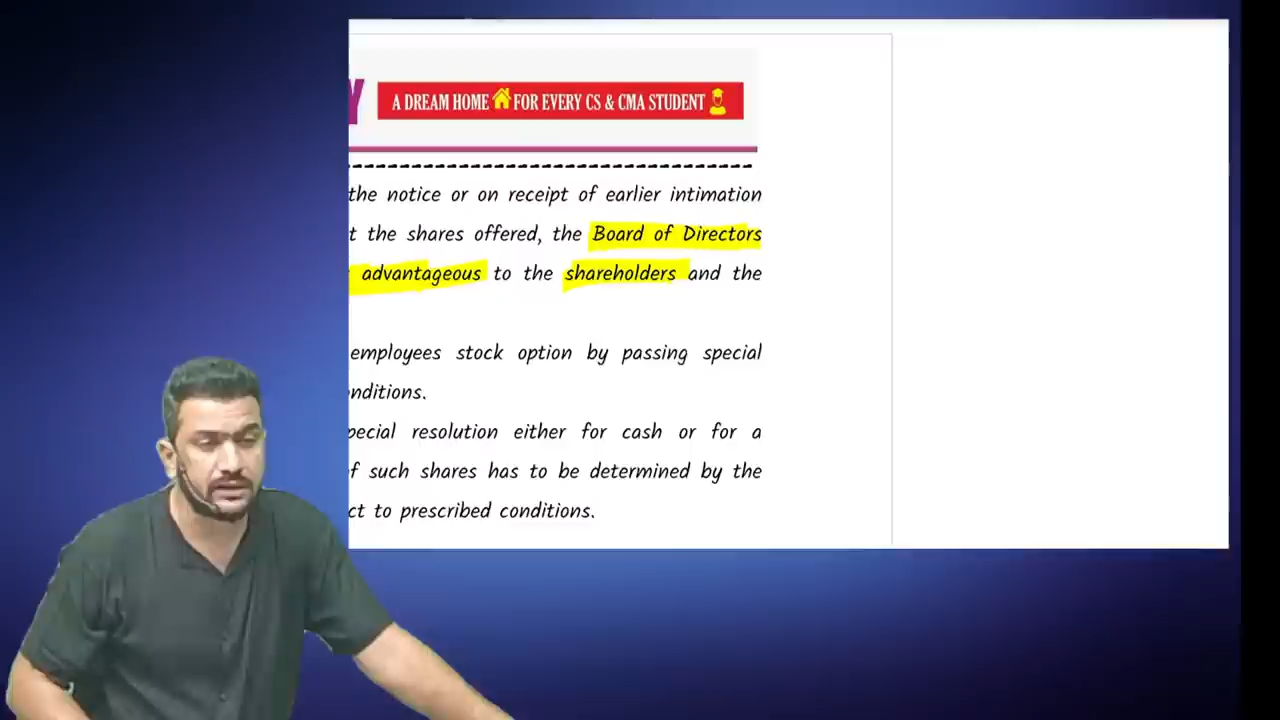 Y A DREAM HOME FOR EVERY CS & CMA STUDENT
the notice or on receipt of earlier intimation
t the shares offered, the Board of Directors
advantageous to the shareholders and the
employees stock option by passing special
nditions.
pecial resolution either for cash or for a
f such shares has to be determined by the
ct to prescribed conditions.